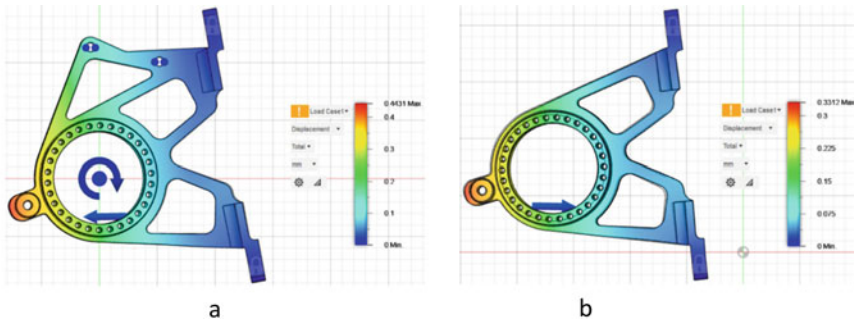 Load Case1
Displacement
Total
mm
0.4431 Max.
0.4
0.3
0.2
0.1
0 Min.
Load Case1
Displacement
Total
mm
0.3312 Max.
0.3
0.225
0.15
0.075
0 Min.
a
b